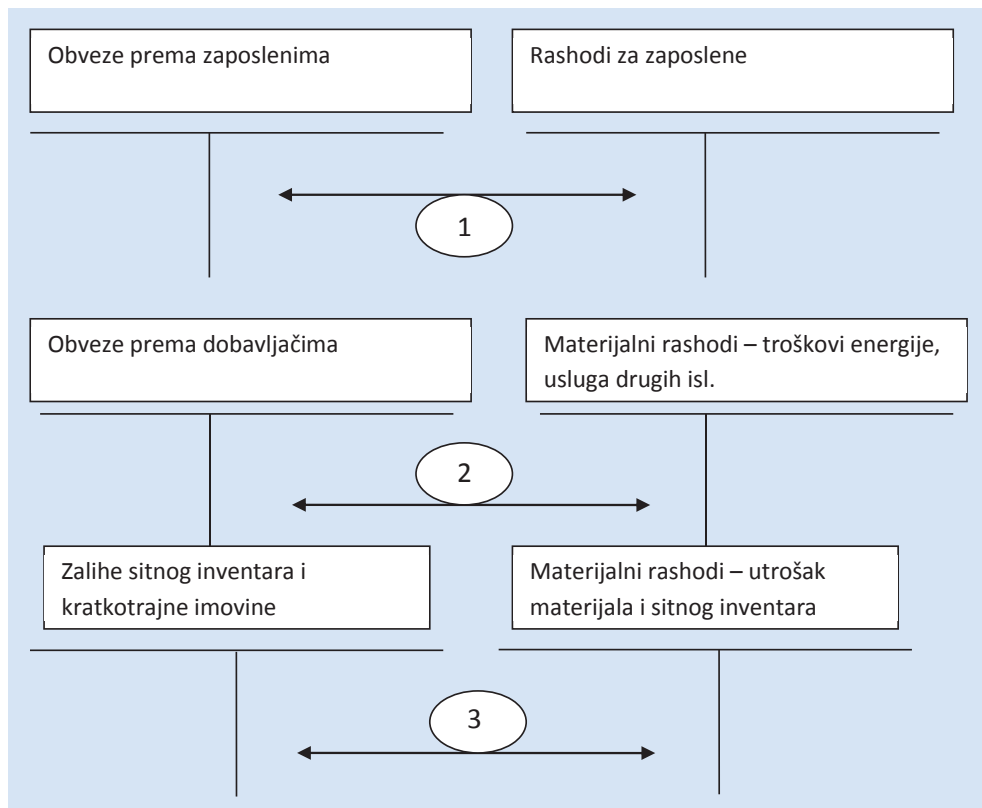 Obveze prema zaposlenima
Rashodi za zaposlene
1
Obveze prema dobavljačima
Materijalni rashodi – troškovi energije,
usluga drugih isl.
2
Zalihe sitnog inventara i
kratkotrajne imovine
Materijalni rashodi – utrošak
materijala i sitnog inventara
3